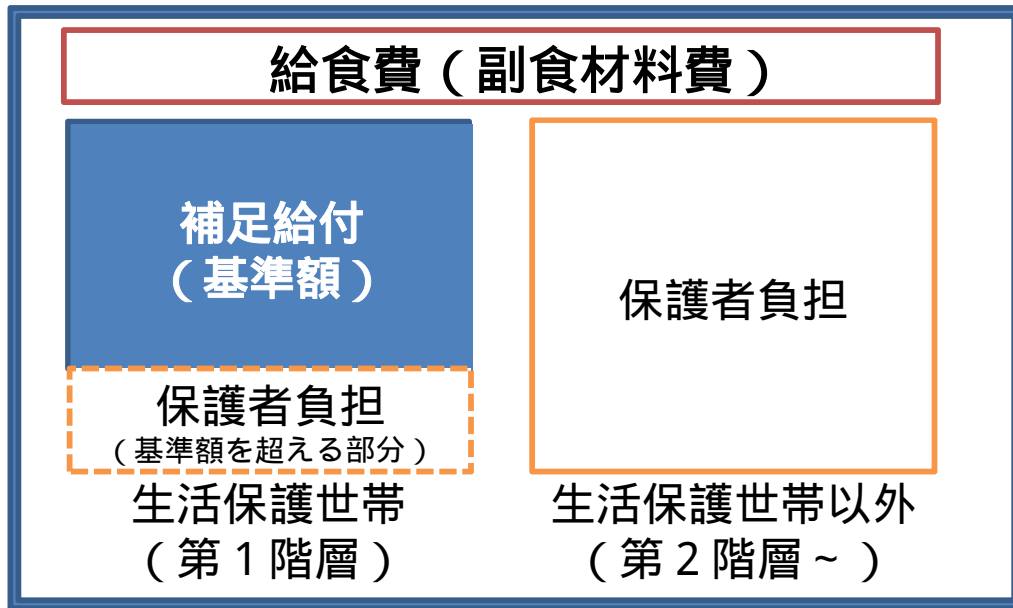 給食費（副食材料費）
補足給付
（基準額）
保護者負担
（基準額を超える部分）
生活保護世帯
（第１階層）
保護者負担
生活保護世帯以外
（第２階層～）